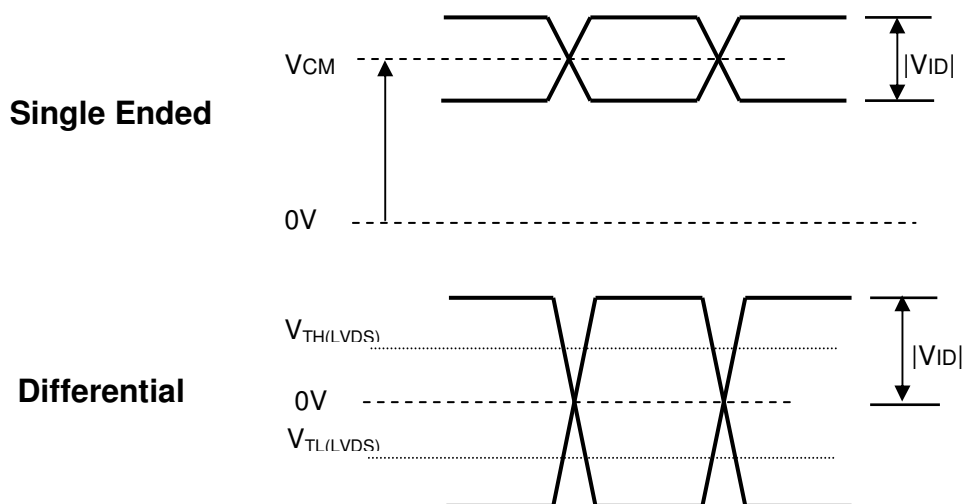 VCM
|VID|
Single Ended
0V
VTH(LVDS)
|VID|
Differential
0V
VTL(LVDS)